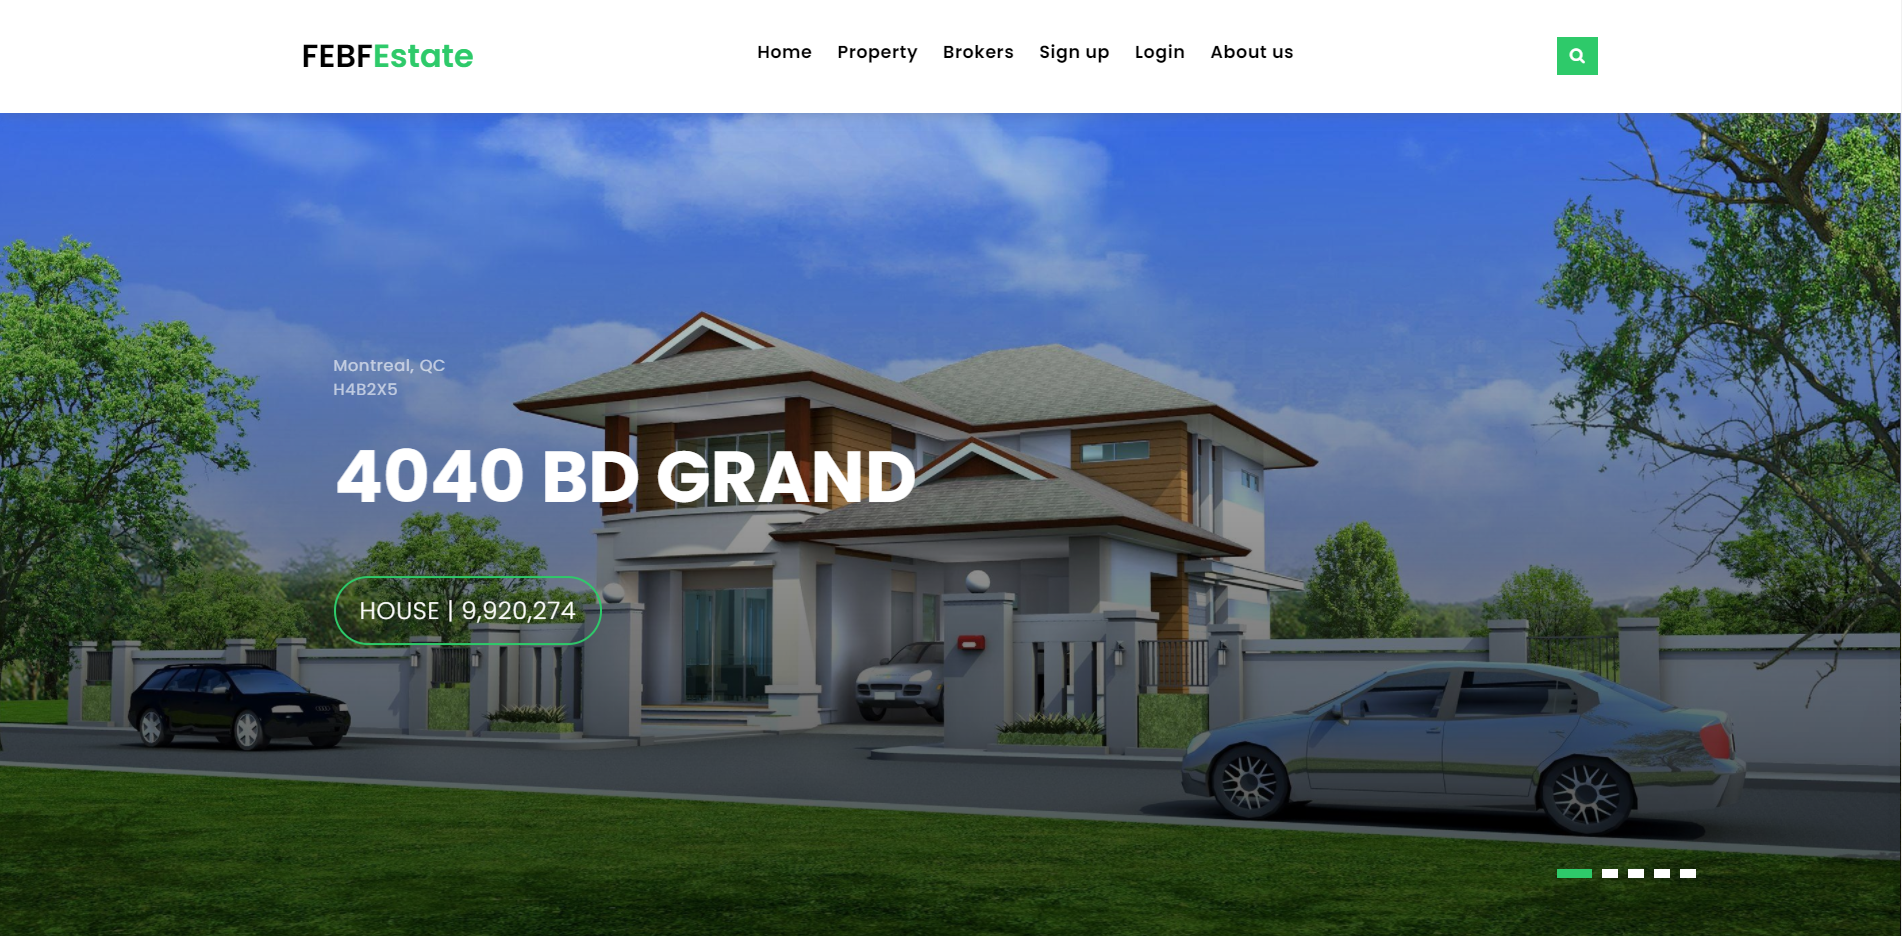 FEBFEstate
Home Property Brokers Sign up Login About us
Montreal, QC
H4B2X5
4040 BD GRAND
HOUSE | 9,920,274